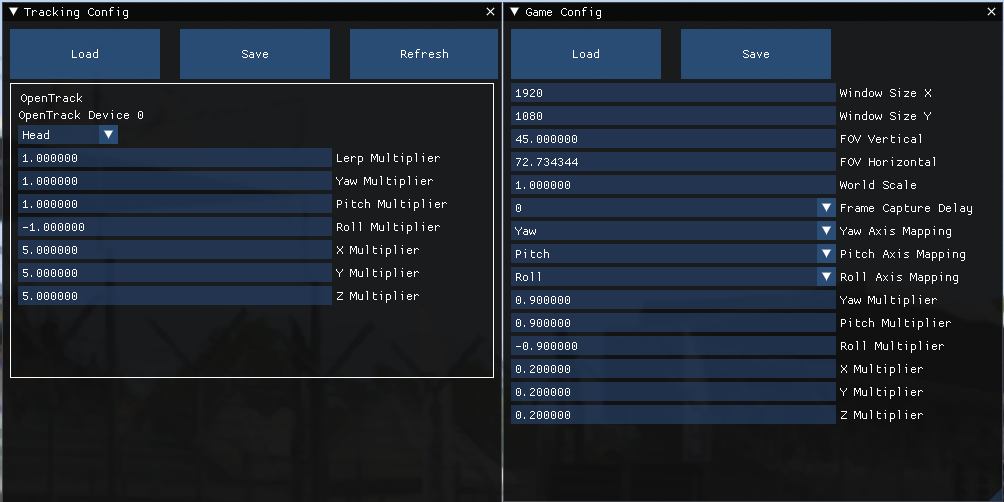 Tracking Config
Load Save Refresh
OpenTrack
OpenTrack Device 0
Head
1.000000 Lerp Multiplier
1.000000 Yaw Multiplier
1.000000 Pitch Multiplier
-1.000000 Roll Multiplier
5.000000 X Multiplier
5.000000 Y Multiplier
5.000000 Z Multiplier
Game Config
Load Save
1920 Window Size X
1080 Window Size Y
45.000000 FOV Vertical
72.734344 FOV Horizontal
1.000000 World Scale
0 Frame Capture Delay
Yaw Yaw Axis Mapping
Pitch Pitch Axis Mapping
Roll Roll Axis Mapping
0.900000 Yaw Multiplier
0.900000 Pitch Multiplier
-0.900000 Roll Multiplier
0.200000 X Multiplier
0.200000 Y Multiplier
0.200000 Z Multiplier